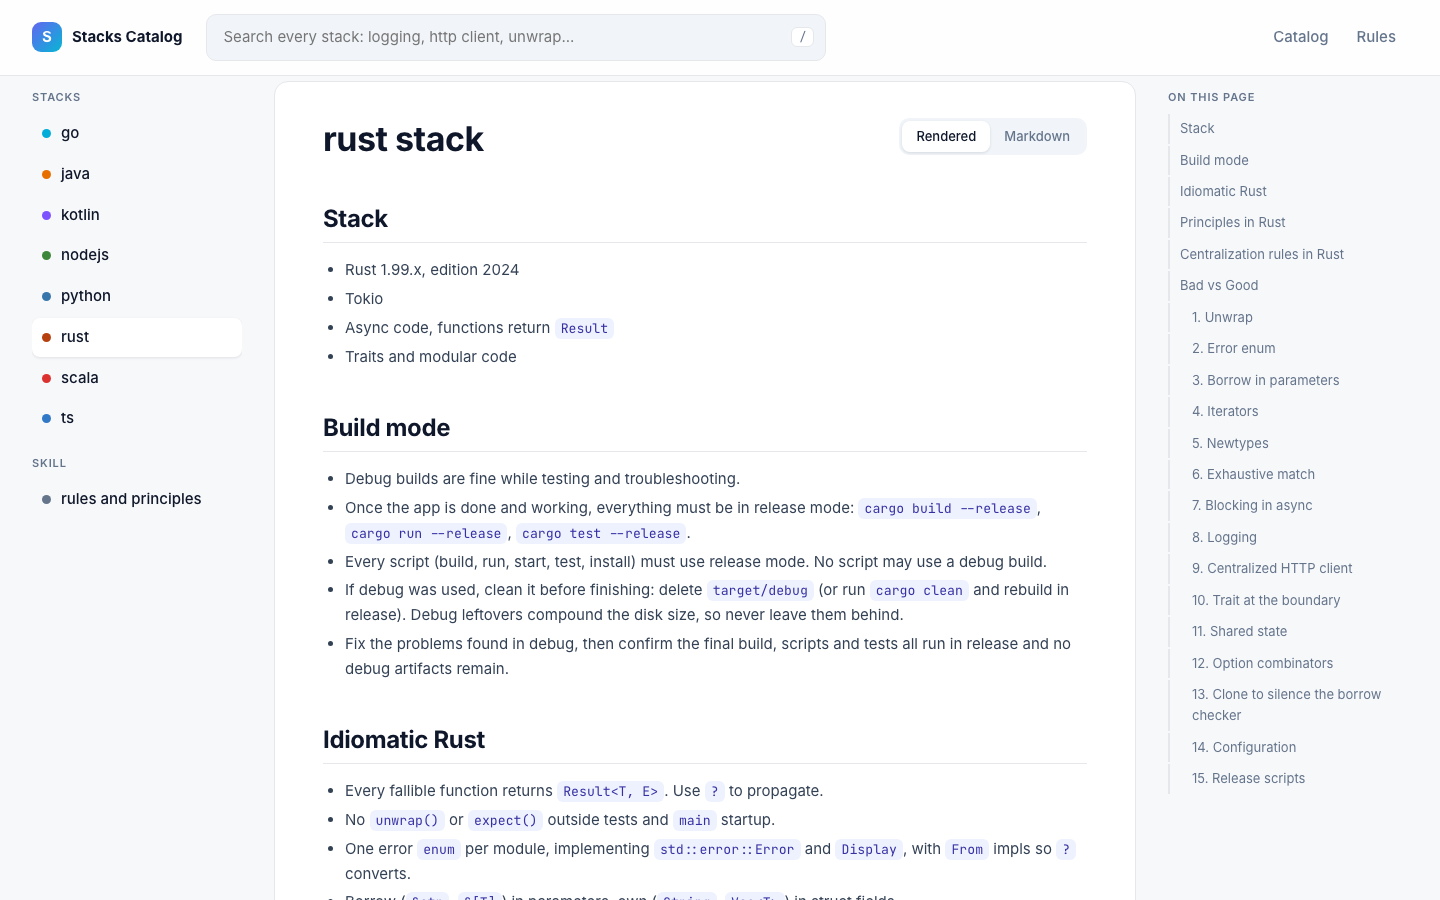 S Stacks Catalog
Search every stack: logging, http client, unwrap...
/
Catalog
Rules
STACKS
go
java
kotlin
nodejs
python
rust
scala
ts
SKILL
rules and principles
rust stack
Rendered
Markdown
Stack
• Rust 1.99.x, edition 2024
• Tokio
• Async code, functions return Result
• Traits and modular code
Build mode
• Debug builds are fine while testing and troubleshooting.
• Once the app is done and working, everything must be in release mode: cargo build --release,
cargo run --release, cargo test --release.
• Every script (build, run, start, test, install) must use release mode. No script may use a debug build.
• If debug was used, clean it before finishing: delete target/debug (or run cargo clean and rebuild in
release). Debug leftovers compound the disk size, so never leave them behind.
• Fix the problems found in debug, then confirm the final build, scripts and tests all run in release and no
debug artifacts remain.
Idiomatic Rust
• Every fallible function returns Result<T, E>. Use ? to propagate.
• No unwrap() or expect() outside tests and main startup.
• One error enum per module, implementing std::error::Error and Display, with From impls so ?
converts.
• Borrow (&str, &[T]) in parameters, own (String, Vec<T>) in struct fields.
ON THIS PAGE
Stack
Build mode
Idiomatic Rust
Principles in Rust
Centralization rules in Rust
Bad vs Good
1. Unwrap
2. Error enum
3. Borrow in parameters
4. Iterators
5. Newtypes
6. Exhaustive match
7. Blocking in async
8. Logging
9. Centralized HTTP client
10. Trait at the boundary
11. Shared state
12. Option combinators
13. Clone to silence the borrow
checker
14. Configuration
15. Release scripts